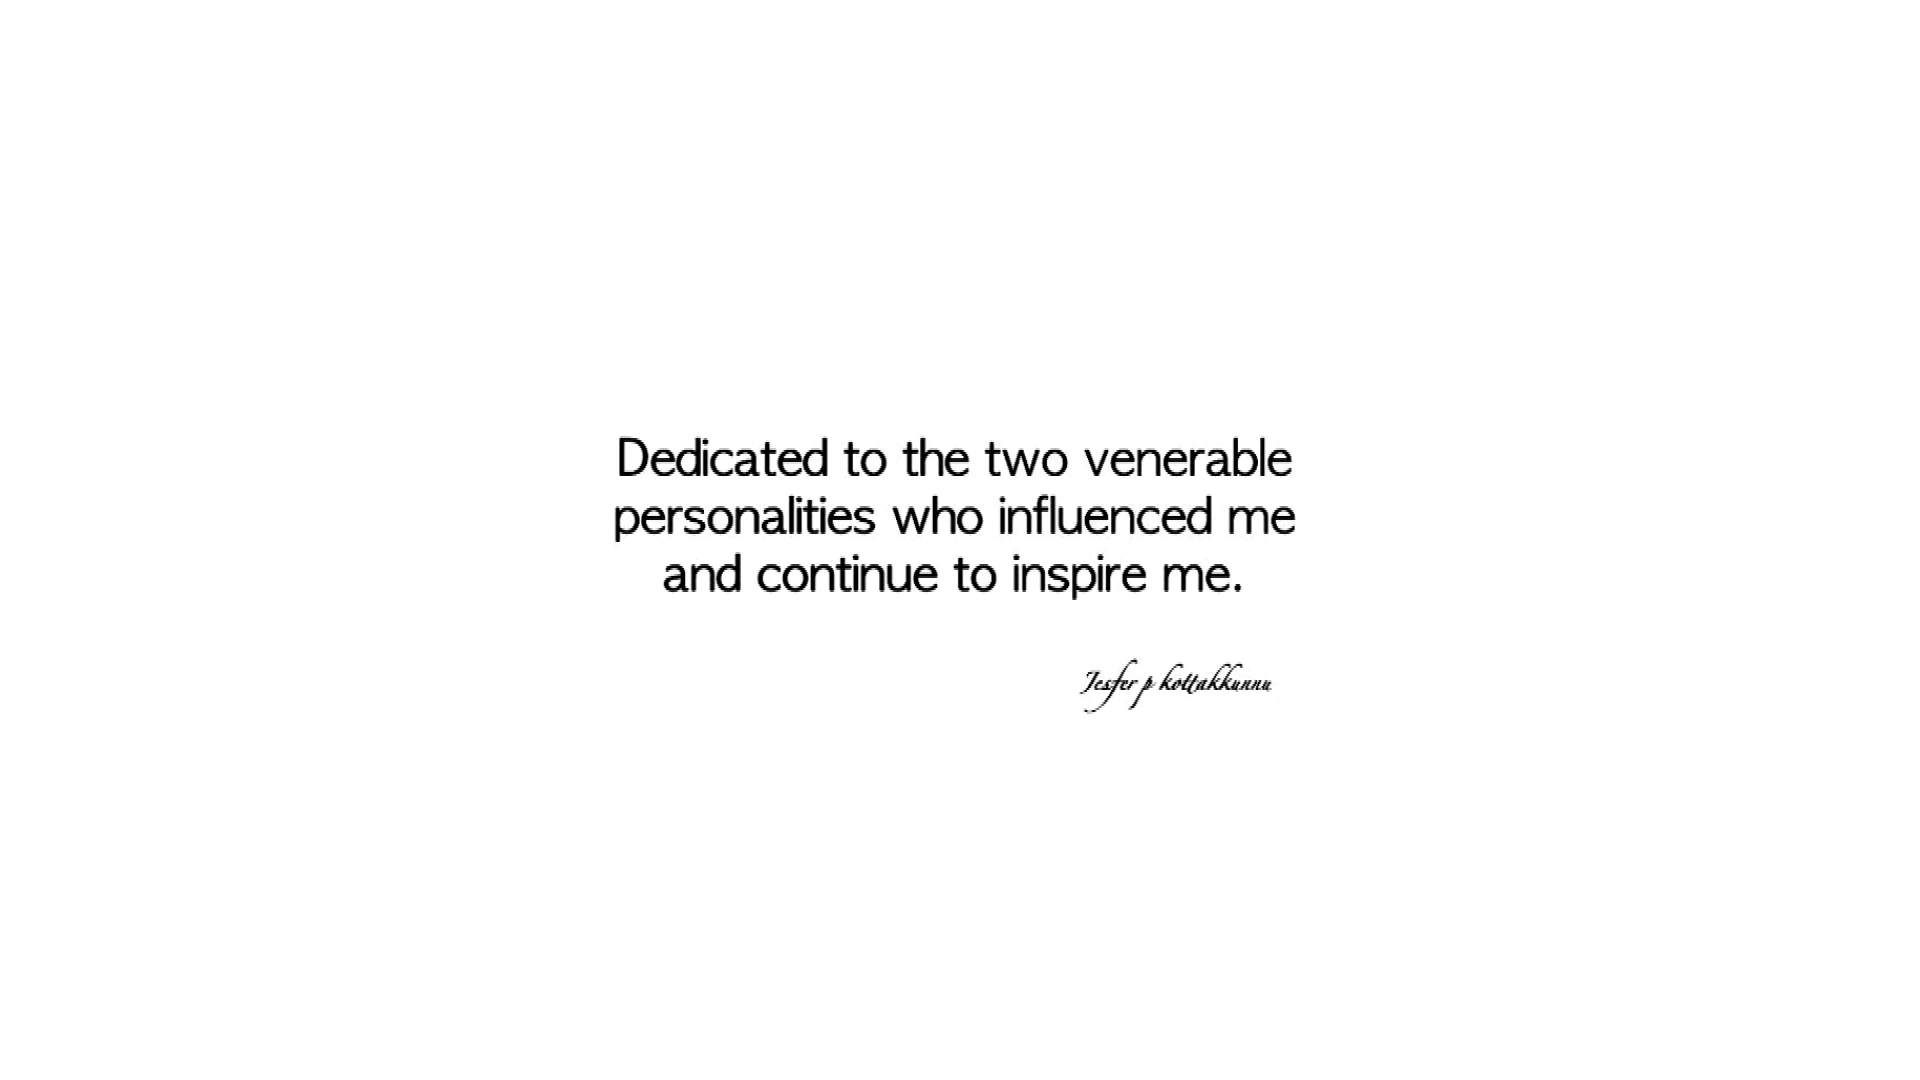 Dedicated to the two venerable
personalities who influenced me
and continue to inspire me.
Jesfer p kottakkunnu